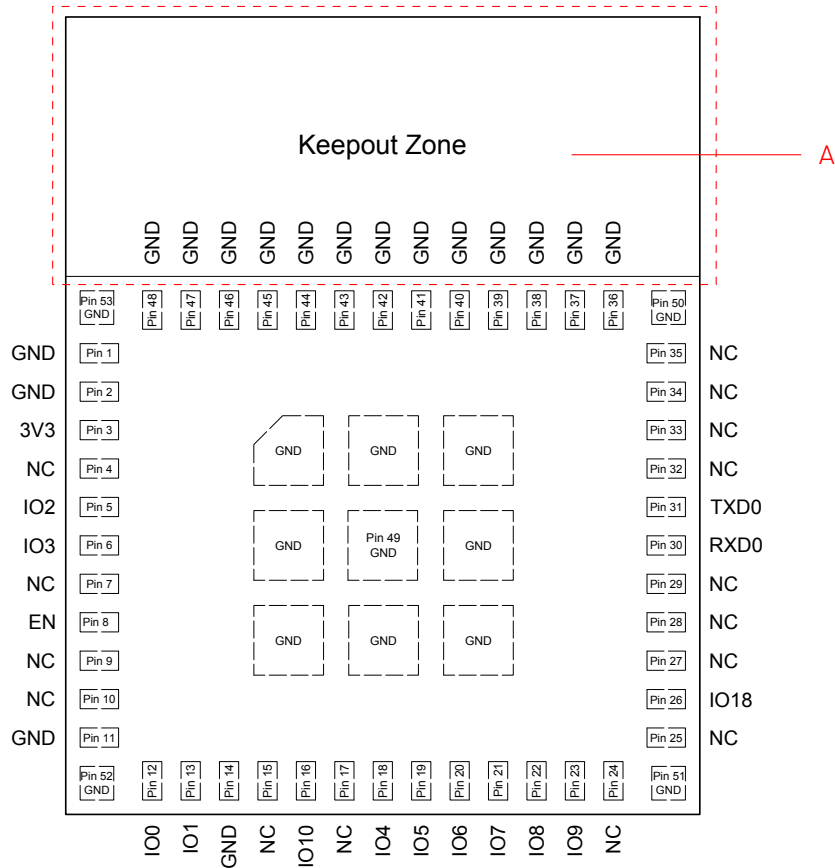 Keepout Zone
A
GND GND GND GND GND GND GND GND GND GND GND GND GND
Pin 53 GND
Pin 48 Pin 47 Pin 46 Pin 45 Pin 44 Pin 43 Pin 42 Pin 41 Pin 40 Pin 39 Pin 38 Pin 37 Pin 36
Pin 50 GND
GND Pin 1 Pin 35 NC
GND Pin 2 Pin 34 NC
3V3 Pin 3 Pin 33 NC
GND GND GND
NC Pin 4 Pin 32 NC
IO2 Pin 5 Pin 31 TXD0
IO3 Pin 6 Pin 30 RXD0
GND Pin 49 GND GND
NC Pin 7 Pin 29 NC
EN Pin 8 Pin 28 NC
GND GND GND
NC Pin 9 Pin 27 NC
NC Pin 10 Pin 26 IO18
GND Pin 11 Pin 25 NC
Pin 52 GND
Pin 12 Pin 13 Pin 14 Pin 15 Pin 16 Pin 17 Pin 18 Pin 19 Pin 20 Pin 21 Pin 22 Pin 23 Pin 24
Pin 51 GND
IO0 IO1 GND NC IO10 NC IO4 IO5 IO6 IO7 IO8 IO9 NC